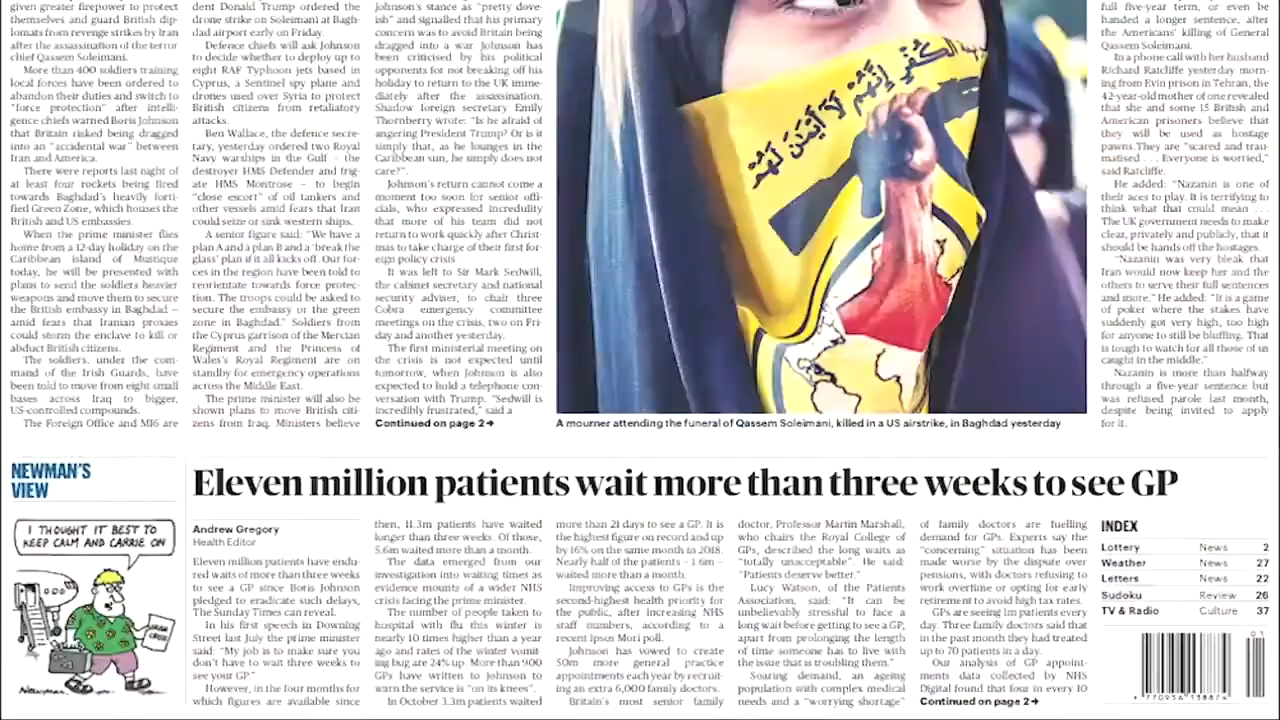 given greater firepower to protect
themselves and guard British dip-
lomats from revenge strikes by Iran
after the assassination of the terror
chief Qassem Soleimani.
More than 400 soldiers training
local forces have been ordered to
abandon their duties and switch to
“force protection” after intelli-
gence chiefs warned Boris Johnson
that Britain risked being dragged
into an “accidental war” between
Iran and America.
There were reports last night of
at least four rockets being fired
towards Baghdad’s heavily forti-
fied Green Zone, which houses the
British and US embassies.
When the prime minister flies
home from a 12-day holiday on the
Caribbean island of Mustique
today, he will be presented with
plans to send the soldiers heavier
weapons and move them to secure
the British embassy in Baghdad –
amid fears that Iranian proxies
could storm the enclave to kill or
abduct British citizens.
The soldiers, under the com-
mand of the Irish Guards, have
been told to move from eight small
bases across Iraq to bigger,
US-controlled compounds.
The Foreign Office and MI6 are
dent Donald Trump ordered the
drone strike on Soleimani at Bagh-
dad airport early on Friday.
Defence chiefs will ask Johnson
to decide whether to deploy up to
eight RAF Typhoon jets based in
Cyprus, a Sentinel spy plane and
drones used over Syria to protect
British citizens from retaliatory
attacks.
Ben Wallace, the defence secre-
tary, yesterday ordered two Royal
Navy warships in the Gulf – the
destroyer HMS Defender and frig-
ate HMS Montrose – to begin
“close escort” of oil tankers and
other vessels amid fears that Iran
could seize or sink western ships.
A senior figure said: “We have a
plan A and a plan B and a ‘break the
glass’ plan if it all kicks off. Our for-
ces in the region have been told to
reorientate towards force protec-
tion. The troops could be asked to
secure the embassy or the green
zone in Baghdad.” Soldiers from
the Cyprus garrison of the Mercian
Regiment and the Princess of
Wales’s Royal Regiment are on
standby for emergency operations
across the Middle East.
The prime minister will also be
shown plans to move British citi-
zens from Iraq. Ministers believe
Johnson’s stance as “pretty dove-
ish” and signalled that his primary
concern was to avoid Britain being
dragged into a war Johnson has
been criticised by his political
opponents for not breaking off his
holiday to return to the UK imme-
diately after the assassination.
Shadow foreign secretary Emily
Thornberry wrote: “Is he afraid of
angering President Trump? Or is it
simply that, as he lounges in the
Caribbean sun, he simply does not
care?”.
Johnson’s return cannot come a
moment too soon for senior offi-
cials, who expressed incredulity
that more of his team did not
return to work quickly after Christ-
mas to take charge of their first for-
eign policy crisis
It was left to Sir Mark Sedwill,
the cabinet secretary and national
security adviser, to chair three
Cobra emergency committee
meetings on the crisis, two on Fri-
day and another yesterday.
The first ministerial meeting on
the crisis is not expected until
tomorrow, when Johnson is also
expected to hold a telephone con-
versation with Trump. “Sedwill is
incredibly frustrated,” said a
Continued on page 2➔
الكُفْرِ إِنَّهُمْ لَا أَيْمَٰنَ لَهُمْ
A mourner attending the funeral of Qassem Soleimani, killed in a US airstrike, in Baghdad yesterday
full five-year term, or even be
handed a longer sentence, after
the Americans’ killing of General
Qassem Soleimani.
In a phone call with her husband
Richard Ratcliffe yesterday morn-
ing from Evin prison in Tehran, the
42-year-old mother of one revealed
that she and some 15 British and
American prisoners believe that
they will be used as hostage
pawns. They are “scared and trau-
matised . . . Everyone is worried,”
said Ratcliffe.
He added: “Nazanin is one of
their aces to play. It is terrifying to
think what that could mean . . .
The UK government needs to make
clear, privately and publicly, that it
should be hands off the hostages.
“Nazanin was very bleak that
Iran would now keep her and the
others to serve their full sentences
and more.” He added: “It is a game
of poker where the stakes have
suddenly got very high, too high
for anyone to still be bluffing. That
is tough to watch for all those of us
caught in the middle.”
Nazanin is more than halfway
through a five-year sentence but
was refused parole last month,
despite being invited to apply
for it.
NEWMAN’S
VIEW
I THOUGHT IT BEST TO
KEEP CALM AND CARRIE ON
IRAN
CRISIS
Newman
Eleven million patients wait more than three weeks to see GP
Andrew Gregory
Health Editor
Eleven million patients have endu-
red waits of more than three weeks
to see a GP since Boris Johnson
pledged to eradicate such delays,
The Sunday Times can reveal.
In his first speech in Downing
Street last July the prime minister
said: “My job is to make sure you
don’t have to wait three weeks to
see your GP.”
However, in the four months for
which figures are available since
then, 11.3m patients have waited
longer than three weeks. Of those,
5.6m waited more than a month.
The data emerged from our
investigation into waiting times as
evidence mounts of a wider NHS
crisis facing the prime minister.
The number of people taken to
hospital with flu this winter is
nearly 10 times higher than a year
ago and rates of the winter vomit-
ing bug are 24% up. More than 900
GPs have written to Johnson to
warn the service is “on its knees”.
In October 3.3m patients waited
more than 21 days to see a GP. It is
the highest figure on record and up
by 16% on the same month in 2018.
Nearly half of the patients – 1.6m –
waited more than a month.
Improving access to GPs is the
second-highest health priority for
the public, after increasing NHS
staff numbers, according to a
recent Ipsos Mori poll.
Johnson has vowed to create
50m more general practice
appointments each year by recruit-
ing an extra 6,000 family doctors.
Britain’s most senior family
doctor, Professor Martin Marshall,
who chairs the Royal College of
GPs, described the long waits as
“totally unacceptable”. He said:
“Patients deserve better.”
Lucy Watson, of the Patients
Association, said: “It can be
unbelievably stressful to face a
long wait before getting to see a GP,
apart from prolonging the length
of time someone has to live with
the issue that is troubling them.”
Soaring demand, an ageing
population with complex medical
needs and a “worrying shortage”
of family doctors are fuelling
demand for GPs. Experts say the
“concerning” situation has been
made worse by the dispute over
pensions, with doctors refusing to
work overtime or opting for early
retirement to avoid high tax rates.
GPs are seeing 1m patients every
day. Three family doctors said that
in the past month they had treated
up to 70 patients in a day.
Our analysis of GP appoint-
ments data collected by NHS
Digital found that four in every 10
Continued on page 2➔
INDEX
Lottery News 2
Weather News 27
Letters News 22
Sudoku Review 26
TV & Radio Culture 37
01
9 770956 138874